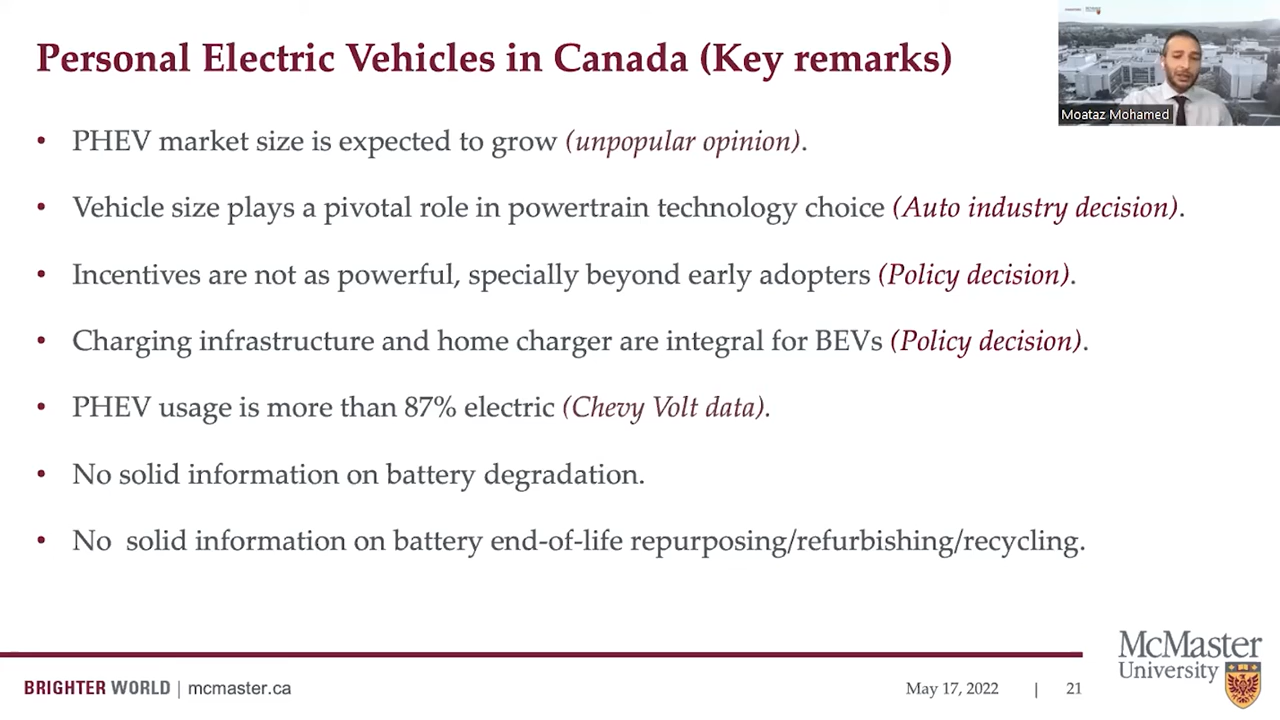 Personal Electric Vehicles in Canada (Key remarks)
Moataz Mohamed
• PHEV market size is expected to grow (unpopular opinion).
• Vehicle size plays a pivotal role in powertrain technology choice (Auto industry decision).
• Incentives are not as powerful, specially beyond early adopters (Policy decision).
• Charging infrastructure and home charger are integral for BEVs (Policy decision).
• PHEV usage is more than 87% electric (Chevy Volt data).
• No solid information on battery degradation.
• No  solid information on battery end-of-life repurposing/refurbishing/recycling.
BRIGHTER WORLD | mcmaster.ca
May 17, 2022 | 21
McMaster
University